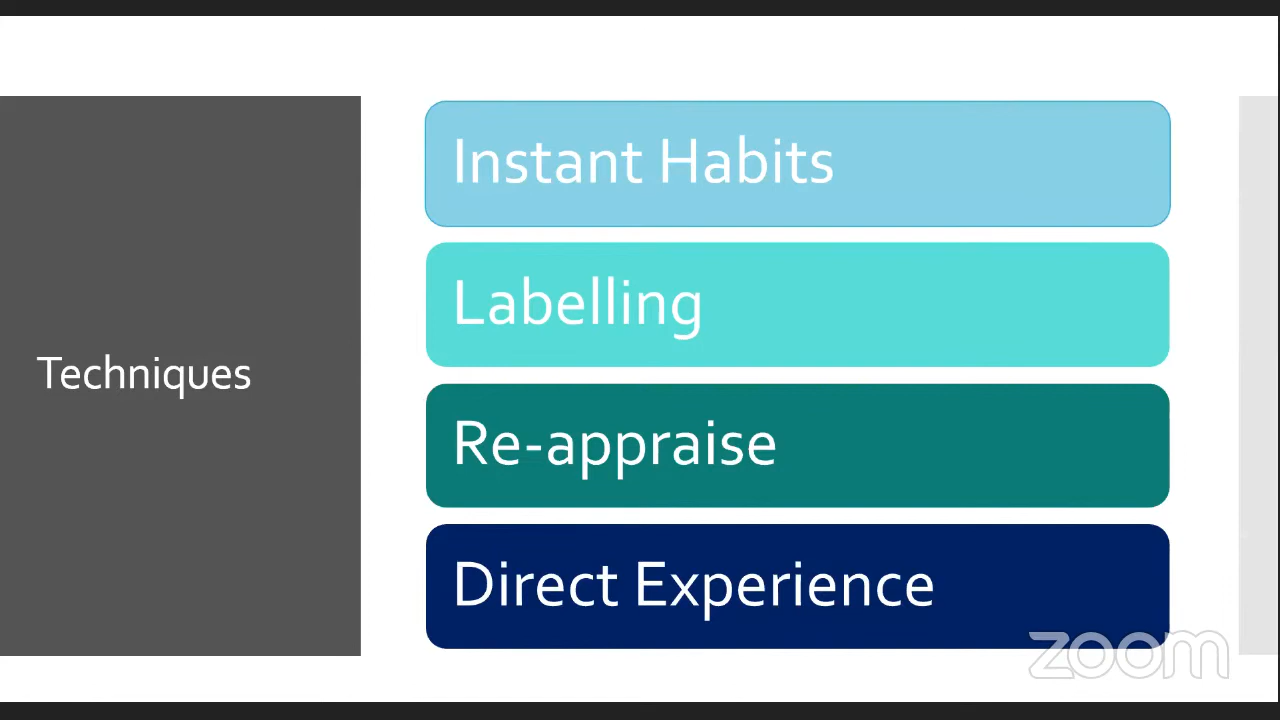 Techniques
Instant Habits
Labelling
Re-appraise
Direct Experience
zoom